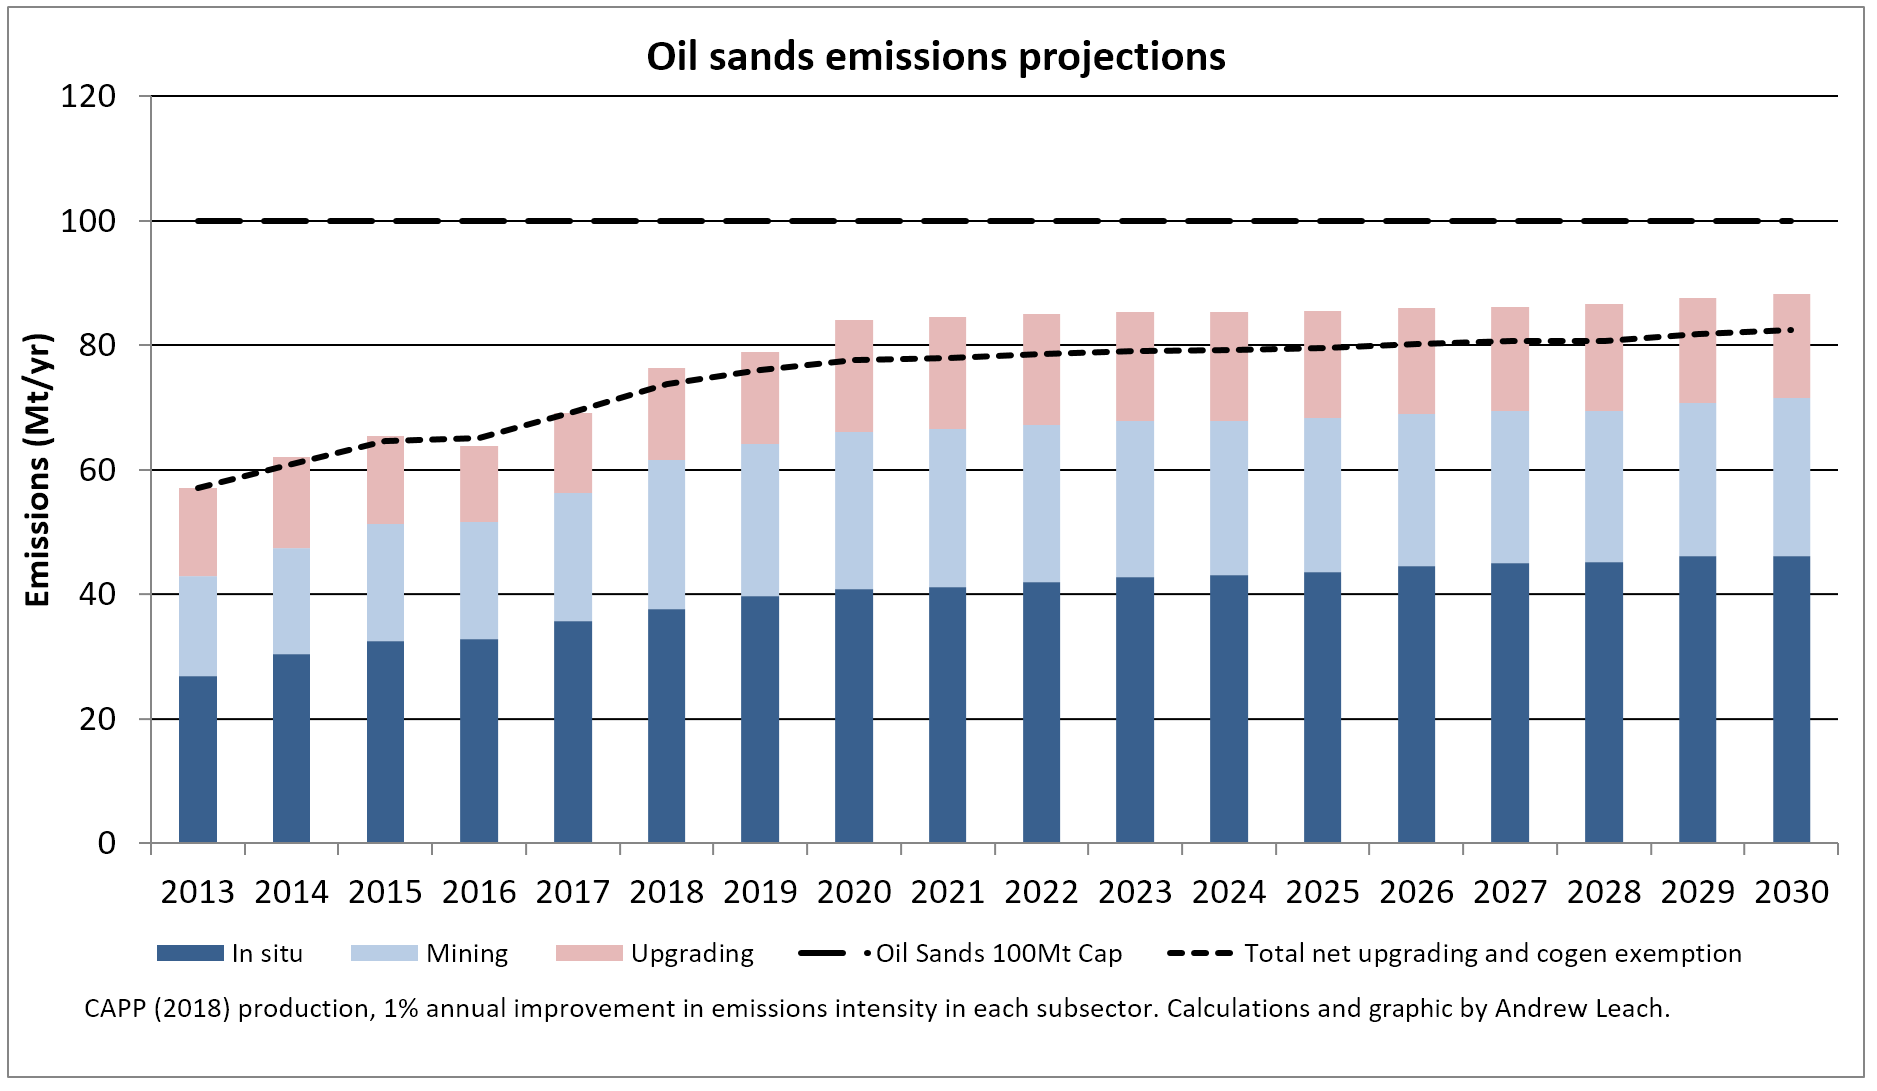 Oil sands emissions projections
120
100
80
60
40
20
0
Emissions (Mt/yr)
2013 2014 2015 2016 2017 2018 2019 2020 2021 2022 2023 2024 2025 2026 2027 2028 2029 2030
In situ Mining Upgrading Oil Sands 100Mt Cap Total net upgrading and cogen exemption
CAPP (2018) production, 1% annual improvement in emissions intensity in each subsector. Calculations and graphic by Andrew Leach.